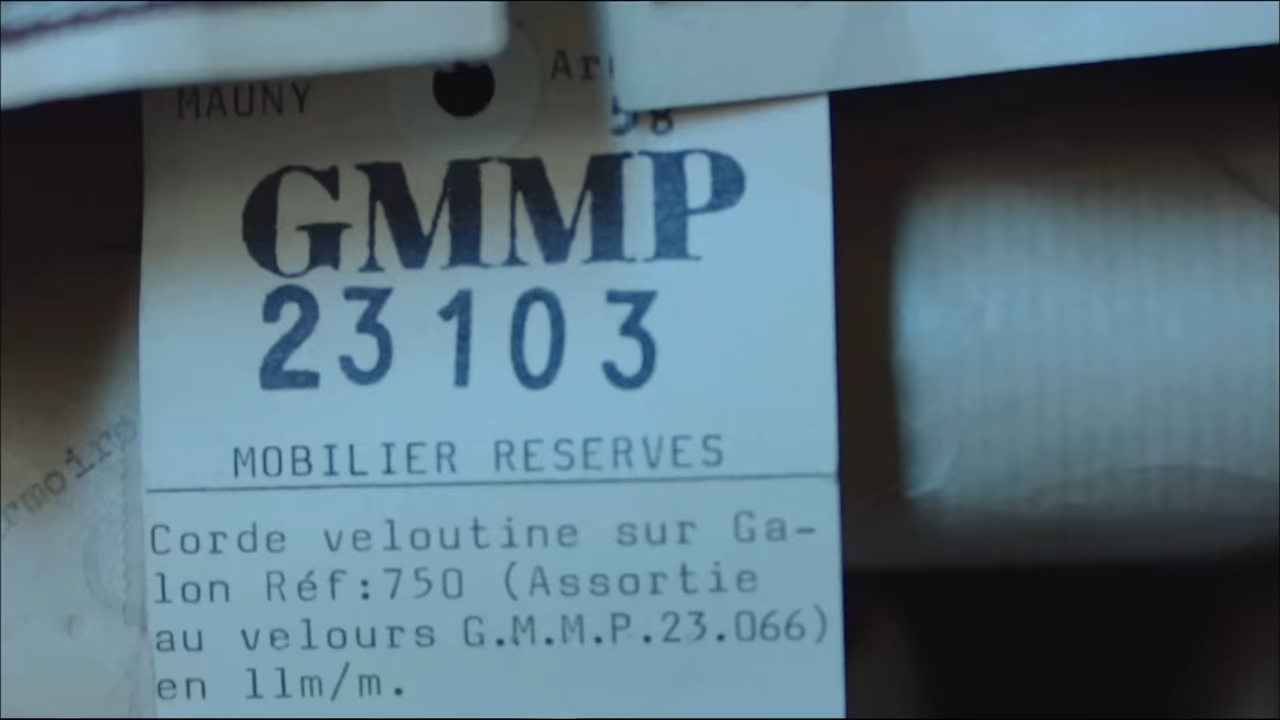 MAUNY
58
GMMP
23103
MOBILIER RESERVES
Corde veloutine sur Ga-
lon Réf:750 (Assortie
au velours G.M.M.P.23.066)
en 11m/m.